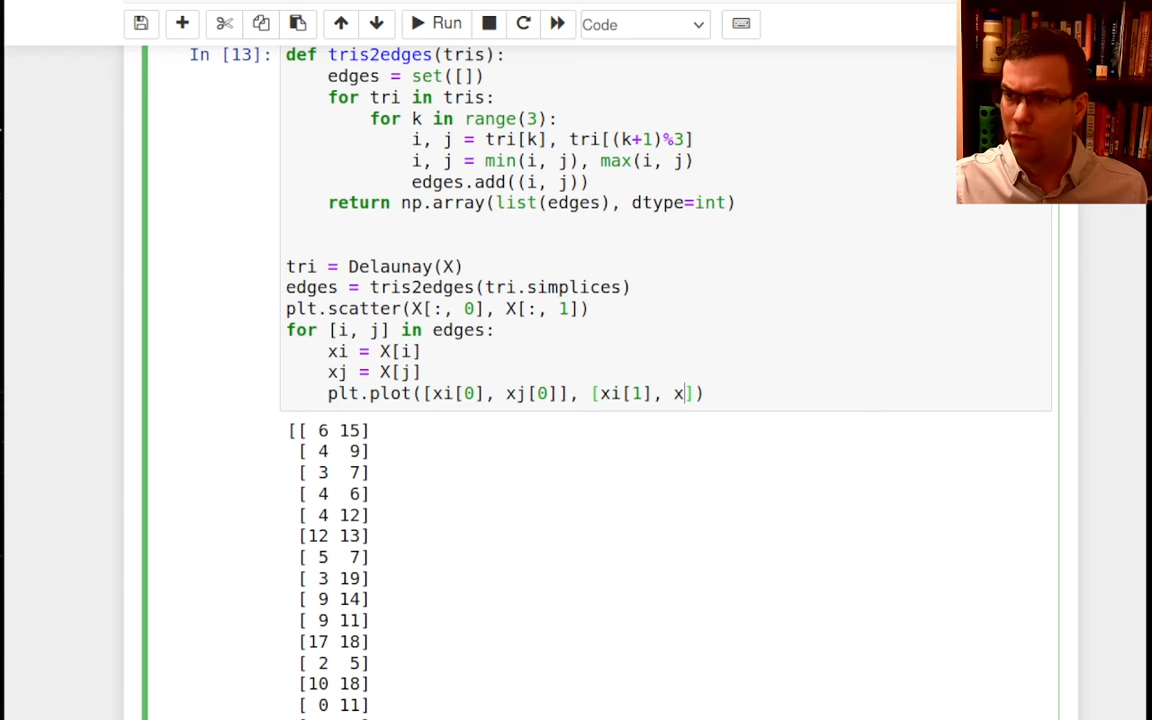 Run
Code
In [13]:
def tris2edges(tris):
    edges = set([])
    for tri in tris:
        for k in range(3):
            i, j = tri[k], tri[(k+1)%3]
            i, j = min(i, j), max(i, j)
            edges.add((i, j))
    return np.array(list(edges), dtype=int)
tri = Delaunay(X)
edges = tris2edges(tri.simplices)
plt.scatter(X[:, 0], X[:, 1])
for [i, j] in edges:
    xi = X[i]
    xj = X[j]
    plt.plot([xi[0], xj[0]], [xi[1], x])
[[ 6 15]
 [ 4  9]
 [ 3  7]
 [ 4  6]
 [ 4 12]
 [12 13]
 [ 5  7]
 [ 3 19]
 [ 9 14]
 [ 9 11]
 [17 18]
 [ 2  5]
 [10 18]
 [ 0 11]